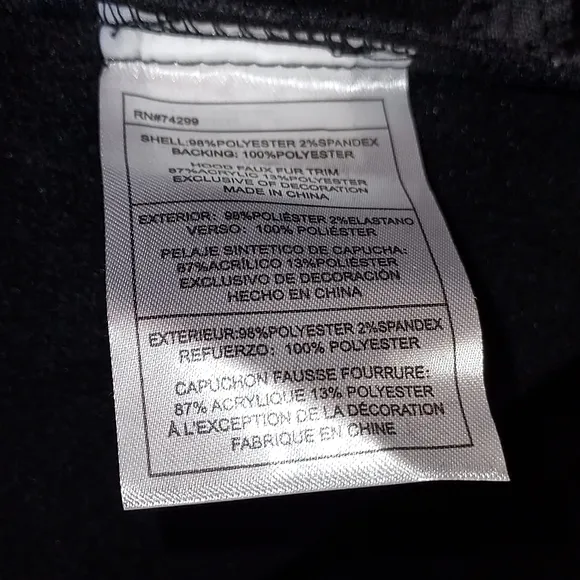 RN#74299
SHELL:98%POLYESTER 2%SPANDEX
BACKING: 100%POLYESTER
HOOD FAUX FUR TRIM
87%ACRYLIC 13%POLYESTER
EXCLUSIVE OF DECORATION
MADE IN CHINA
EXTERIOR: 98%POLIÉSTER 2%ELASTANO
VERSO: 100% POLIÉSTER
PELAJE SINTETICO DE CAPUCHA:
87%ACRÍLICO 13%POLIÉSTER
EXCLUSIVO DE DECORACIÓN
HECHO EN CHINA
EXTERIEUR:98%POLYESTER 2%SPANDEX
REFUERZO: 100% POLYESTER
CAPUCHON FAUSSE FOURRURE:
87% ACRYLIQUE 13% POLYESTER
À L'EXCEPTION DE LA DÉCORATION
FABRIQUE EN CHINE